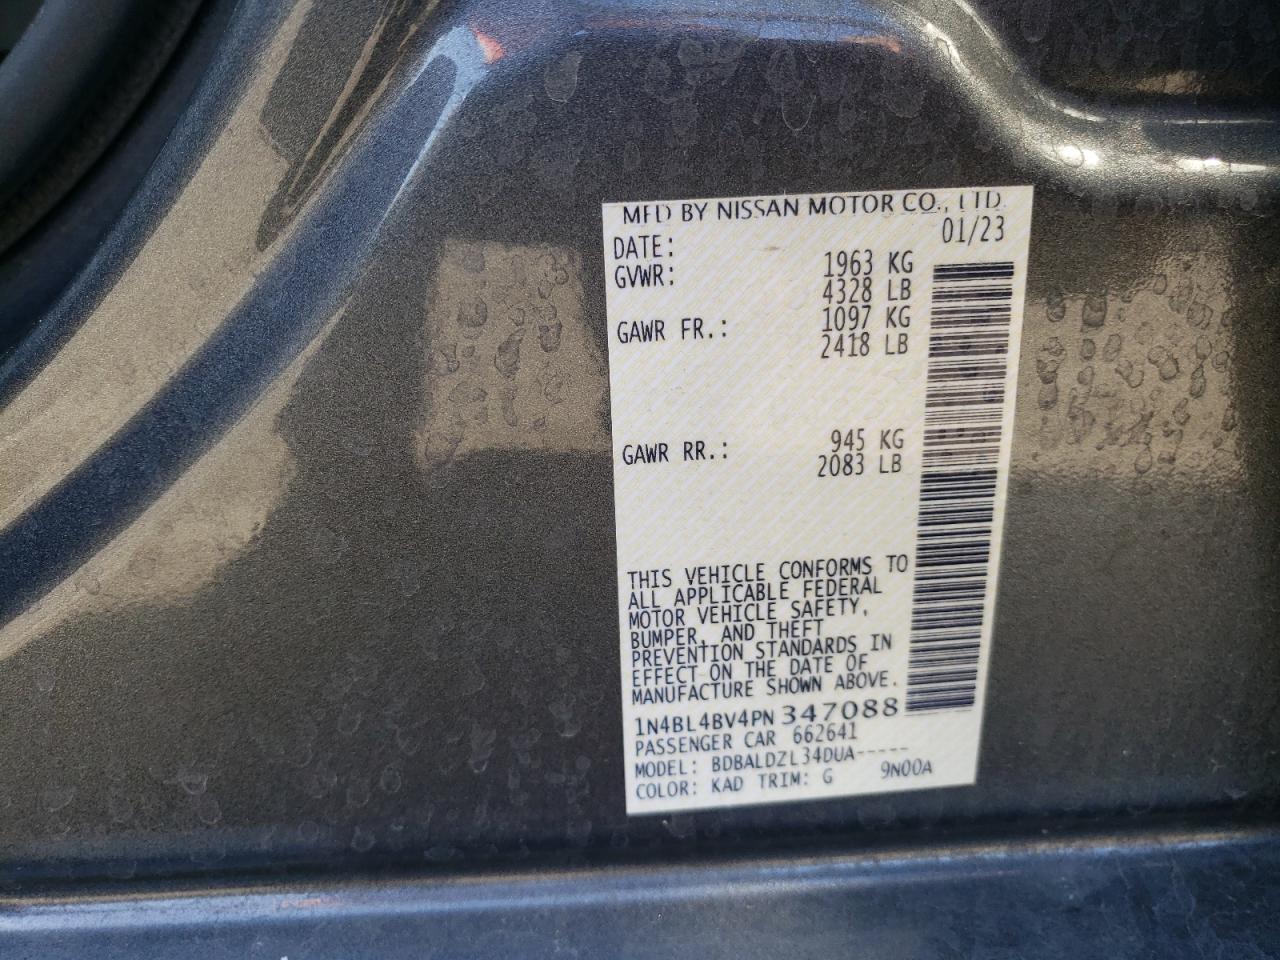 MFD BY NISSAN MOTOR CO., LTD.
DATE: 01/23
GVWR: 1963 KG
4328 LB
GAWR FR.: 1097 KG
2418 LB
GAWR RR.: 945 KG
2083 LB
THIS VEHICLE CONFORMS TO
ALL APPLICABLE FEDERAL
MOTOR VEHICLE SAFETY,
BUMPER, AND THEFT
PREVENTION STANDARDS IN
EFFECT ON THE DATE OF
MANUFACTURE SHOWN ABOVE.
1N4BL4BV4PN347088
PASSENGER CAR 662641
MODEL: BDBALDZL34DUA-----
COLOR: KAD TRIM: G 9N00A